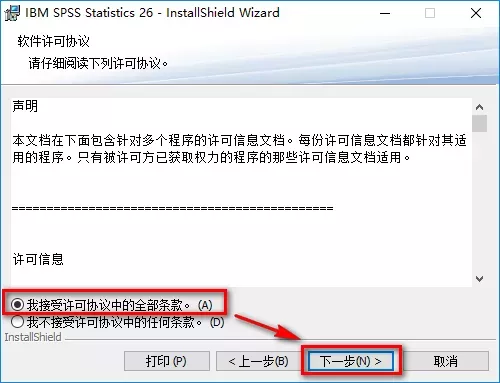 IBM SPSS Statistics 26 - InstallShield Wizard
软件许可协议
请仔细阅读下列许可协议。
声明
本文档在下面包含针对多个程序的许可信息文档。每份许可信息文档都针对其适
用的程序。只有被许可方已获取权力的程序的那些许可信息文档适用。
==============================================
许可信息
我接受许可协议中的全部条款。(A)
我不接受许可协议中的任何条款。(D)
InstallShield
打印(P)
< 上一步(B)
下一步(N) >
取消